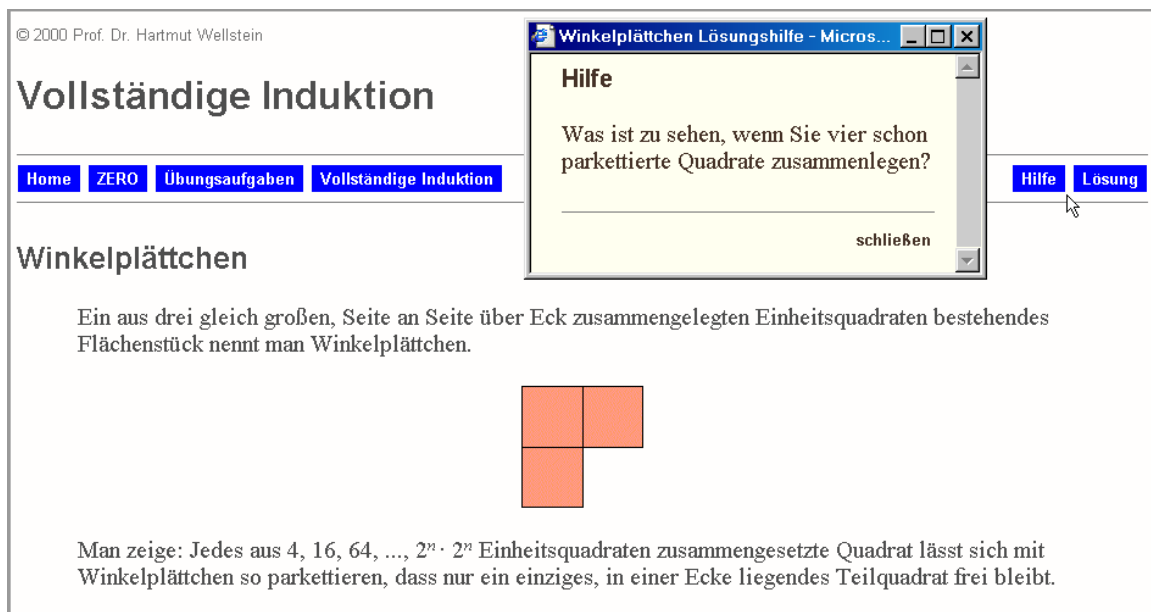 © 2000 Prof. Dr. Hartmut Wellstein
Vollständige Induktion
Winkelplättchen Lösungshilfe - Micros...
Hilfe
Was ist zu sehen, wenn Sie vier schon
parkettierte Quadrate zusammenlegen?
schließen
Home ZERO Übungsaufgaben Vollständige Induktion Hilfe Lösung
Winkelplättchen
Ein aus drei gleich großen, Seite an Seite über Eck zusammengelegten Einheitsquadraten bestehendes
Flächenstück nennt man Winkelplättchen.
Man zeige: Jedes aus 4, 16, 64, ..., 2ⁿ · 2ⁿ Einheitsquadraten zusammengesetzte Quadrat lässt sich mit
Winkelplättchen so parkettieren, dass nur ein einziges, in einer Ecke liegendes Teilquadrat frei bleibt.